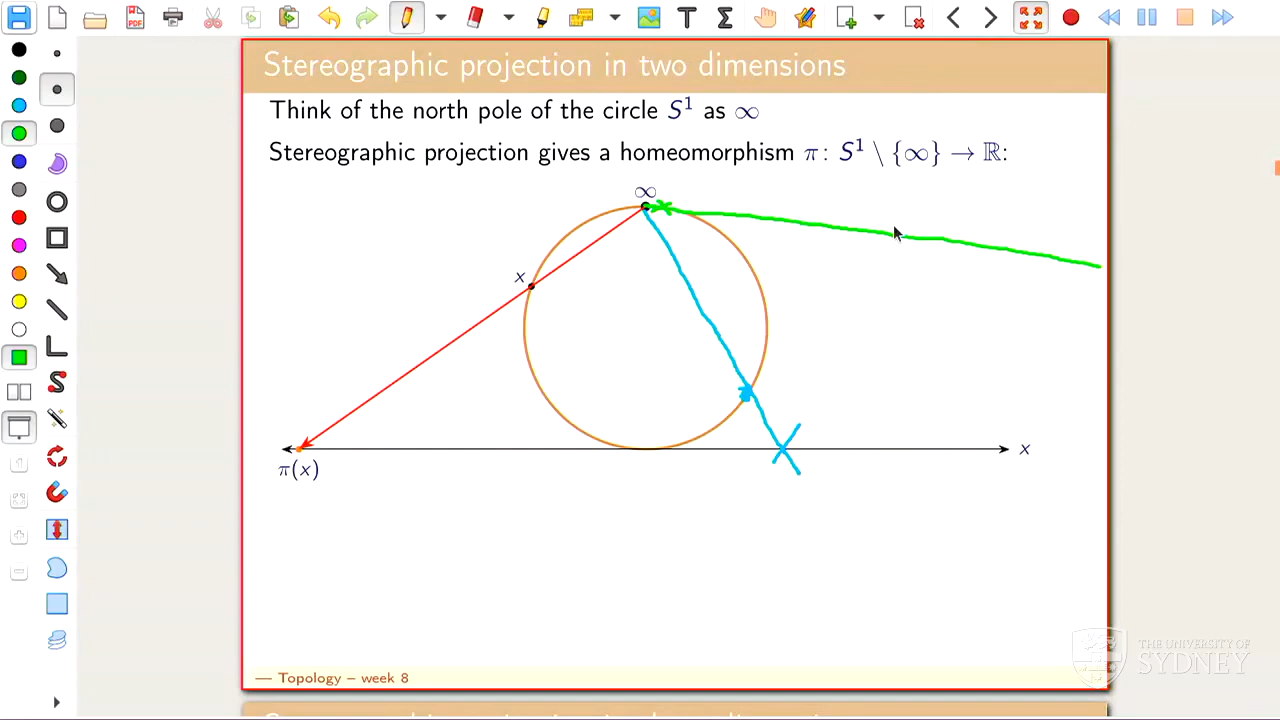 Stereographic projection in two dimensions
Think of the north pole of the circle S¹ as ∞
Stereographic projection gives a homeomorphism π: S¹ \ {∞} → ℝ:
∞
x
x
π(x)
THE UNIVERSITY OF
SYDNEY
— Topology – week 8